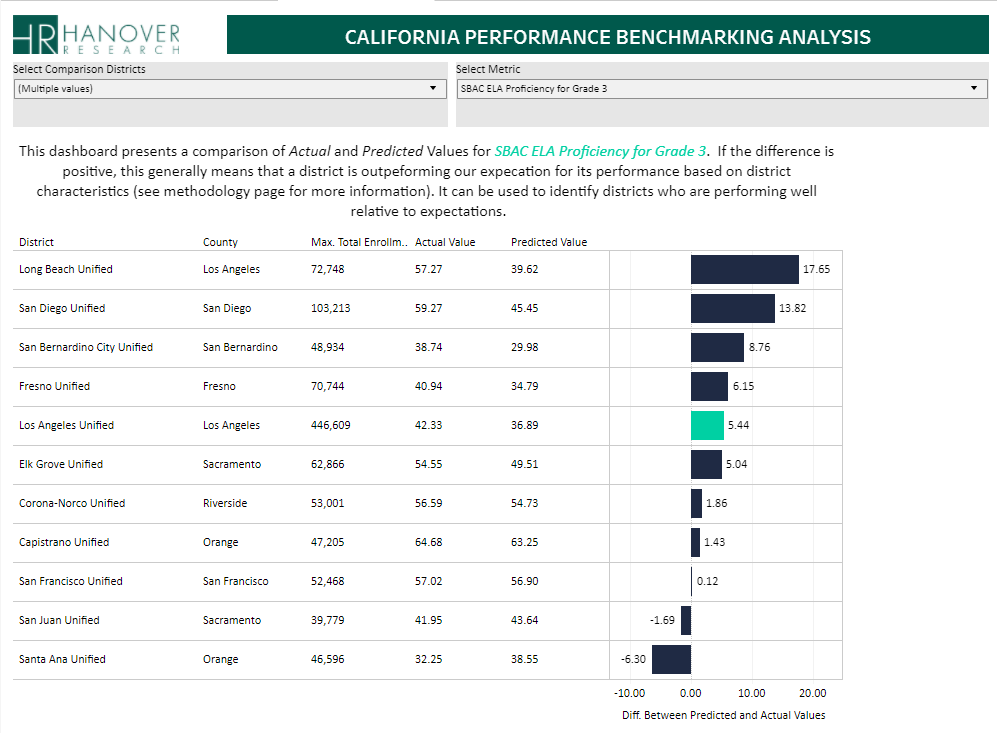 HANOVER
RESEARCH
CALIFORNIA PERFORMANCE BENCHMARKING ANALYSIS
Select Comparison Districts
(Multiple values)
Select Metric
SBAC ELA Proficiency for Grade 3
This dashboard presents a comparison of Actual and Predicted Values for SBAC ELA Proficiency for Grade 3. If the difference is
positive, this generally means that a district is outpeforming our expecation for its performance based on district
characteristics (see methodology page for more information). It can be used to identify districts who are performing well
relative to expectations.
District County Max. Total Enrollm.. Actual Value Predicted Value
Long Beach Unified Los Angeles 72,748 57.27 39.62 17.65
San Diego Unified San Diego 103,213 59.27 45.45 13.82
San Bernardino City Unified San Bernardino 48,934 38.74 29.98 8.76
Fresno Unified Fresno 70,744 40.94 34.79 6.15
Los Angeles Unified Los Angeles 446,609 42.33 36.89 5.44
Elk Grove Unified Sacramento 62,866 54.55 49.51 5.04
Corona-Norco Unified Riverside 53,001 56.59 54.73 1.86
Capistrano Unified Orange 47,205 64.68 63.25 1.43
San Francisco Unified San Francisco 52,468 57.02 56.90 0.12
San Juan Unified Sacramento 39,779 41.95 43.64 -1.69
Santa Ana Unified Orange 46,596 32.25 38.55 -6.30
-10.00 0.00 10.00 20.00
Diff. Between Predicted and Actual Values